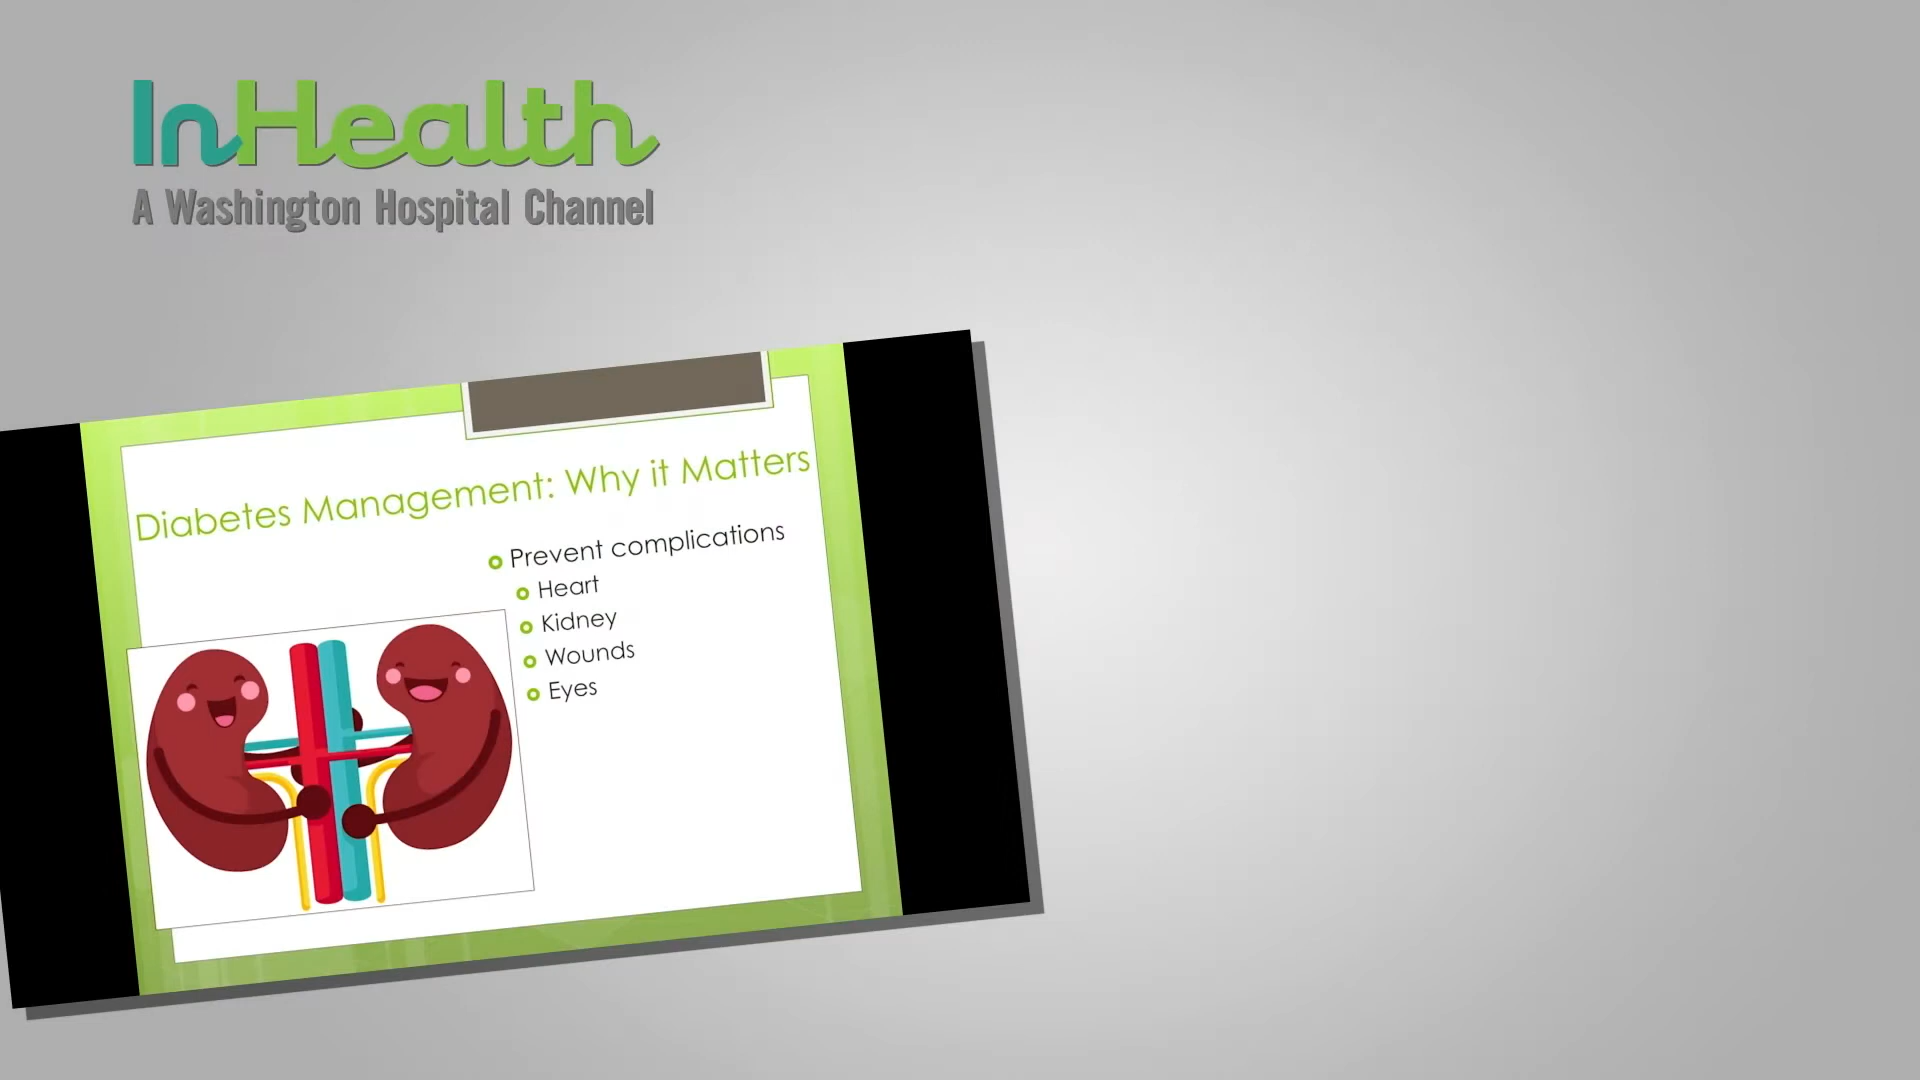 InHealth
A Washington Hospital Channel
Diabetes Management: Why it Matters
Prevent complications
Heart
Kidney
Wounds
Eyes